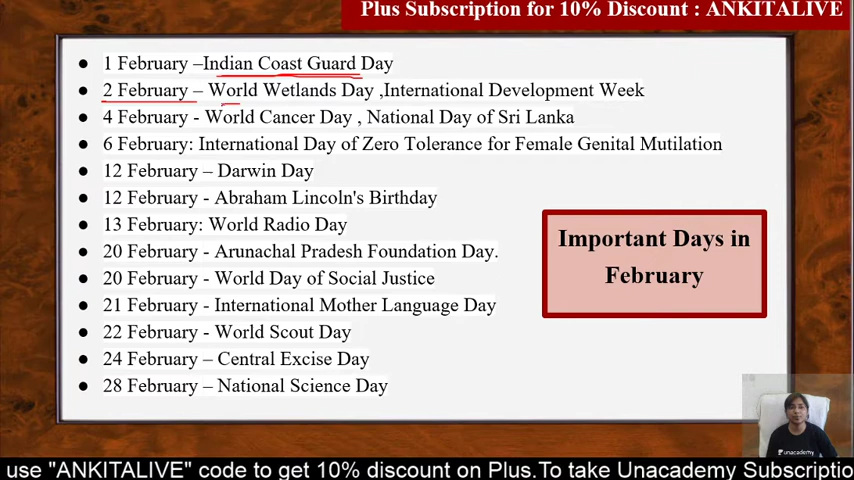 Plus Subscription for 10% Discount : ANKITALIVE
● 1 February –Indian Coast Guard Day
● 2 February – World Wetlands Day ,International Development Week
● 4 February - World Cancer Day , National Day of Sri Lanka
● 6 February: International Day of Zero Tolerance for Female Genital Mutilation
● 12 February – Darwin Day
● 12 February - Abraham Lincoln's Birthday
● 13 February: World Radio Day
● 20 February - Arunachal Pradesh Foundation Day.
● 20 February - World Day of Social Justice
● 21 February - International Mother Language Day
● 22 February - World Scout Day
● 24 February – Central Excise Day
● 28 February – National Science Day
Important Days in
February
unacademy
use "ANKITALIVE" code to get 10% discount on Plus.To take Unacademy Subscriptio